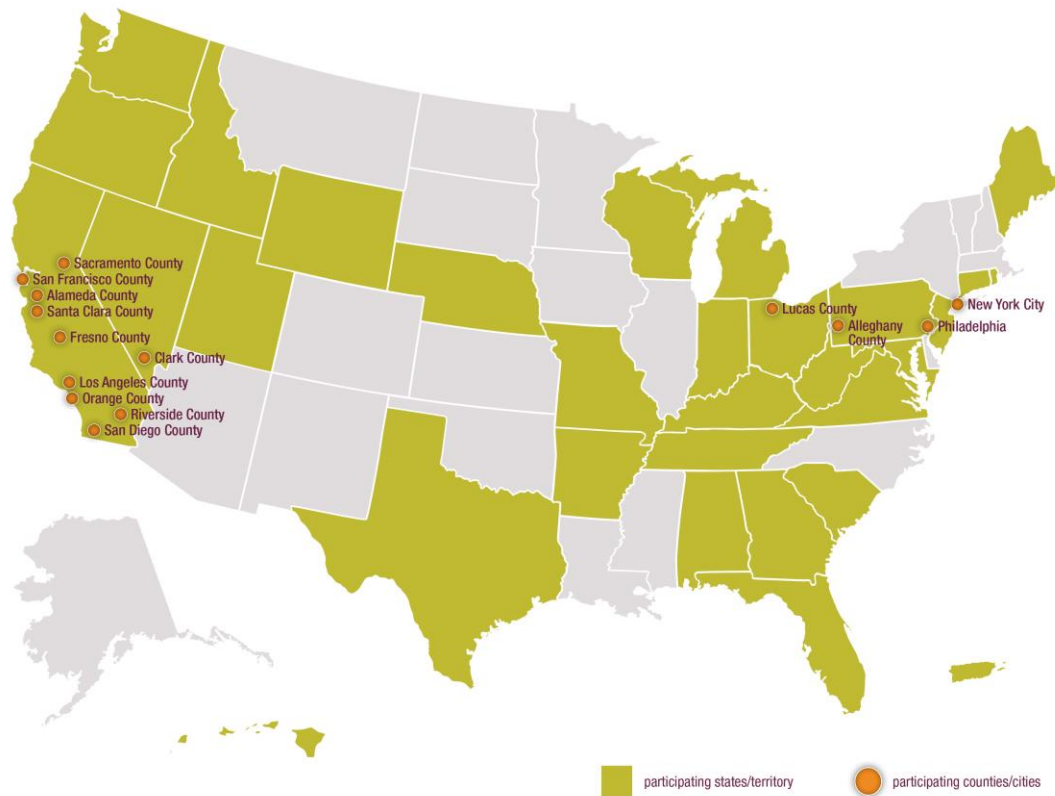 Sacramento County
San Francisco County
Alameda County
Santa Clara County
Fresno County
Clark County
Los Angeles County
Orange County
Riverside County
San Diego County
Lucas County
Alleghany
County
New York City
Philadelphia
participating states/territory
participating counties/cities